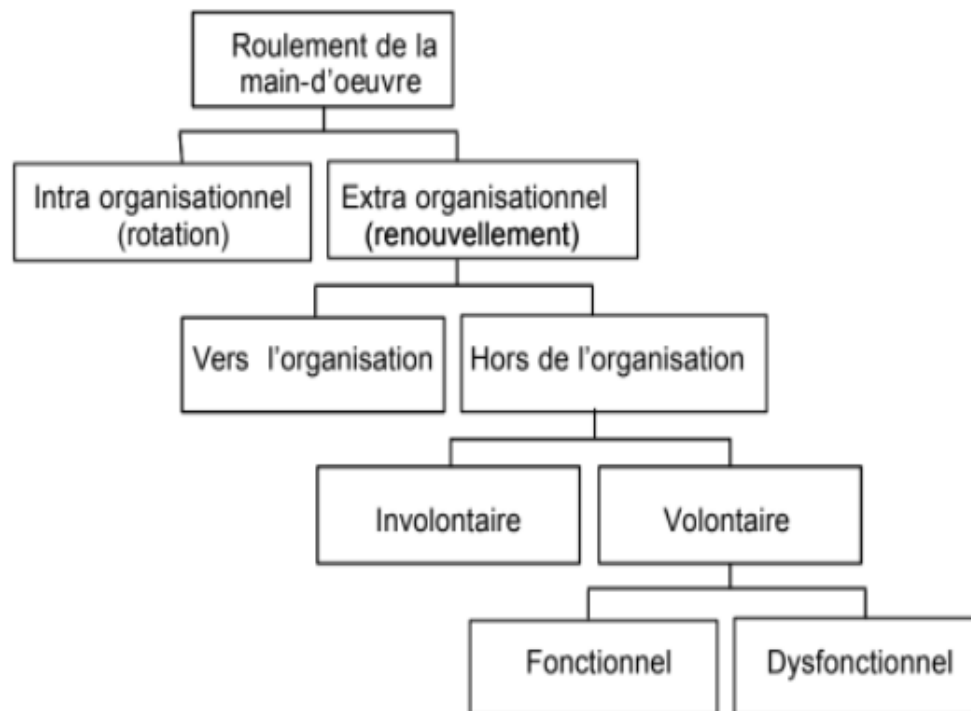 Roulement de la
main-d'oeuvre
Intra organisationnel
(rotation)
Extra organisationnel
(renouvellement)
Vers l'organisation
Hors de l'organisation
Involontaire
Volontaire
Fonctionnel
Dysfonctionnel